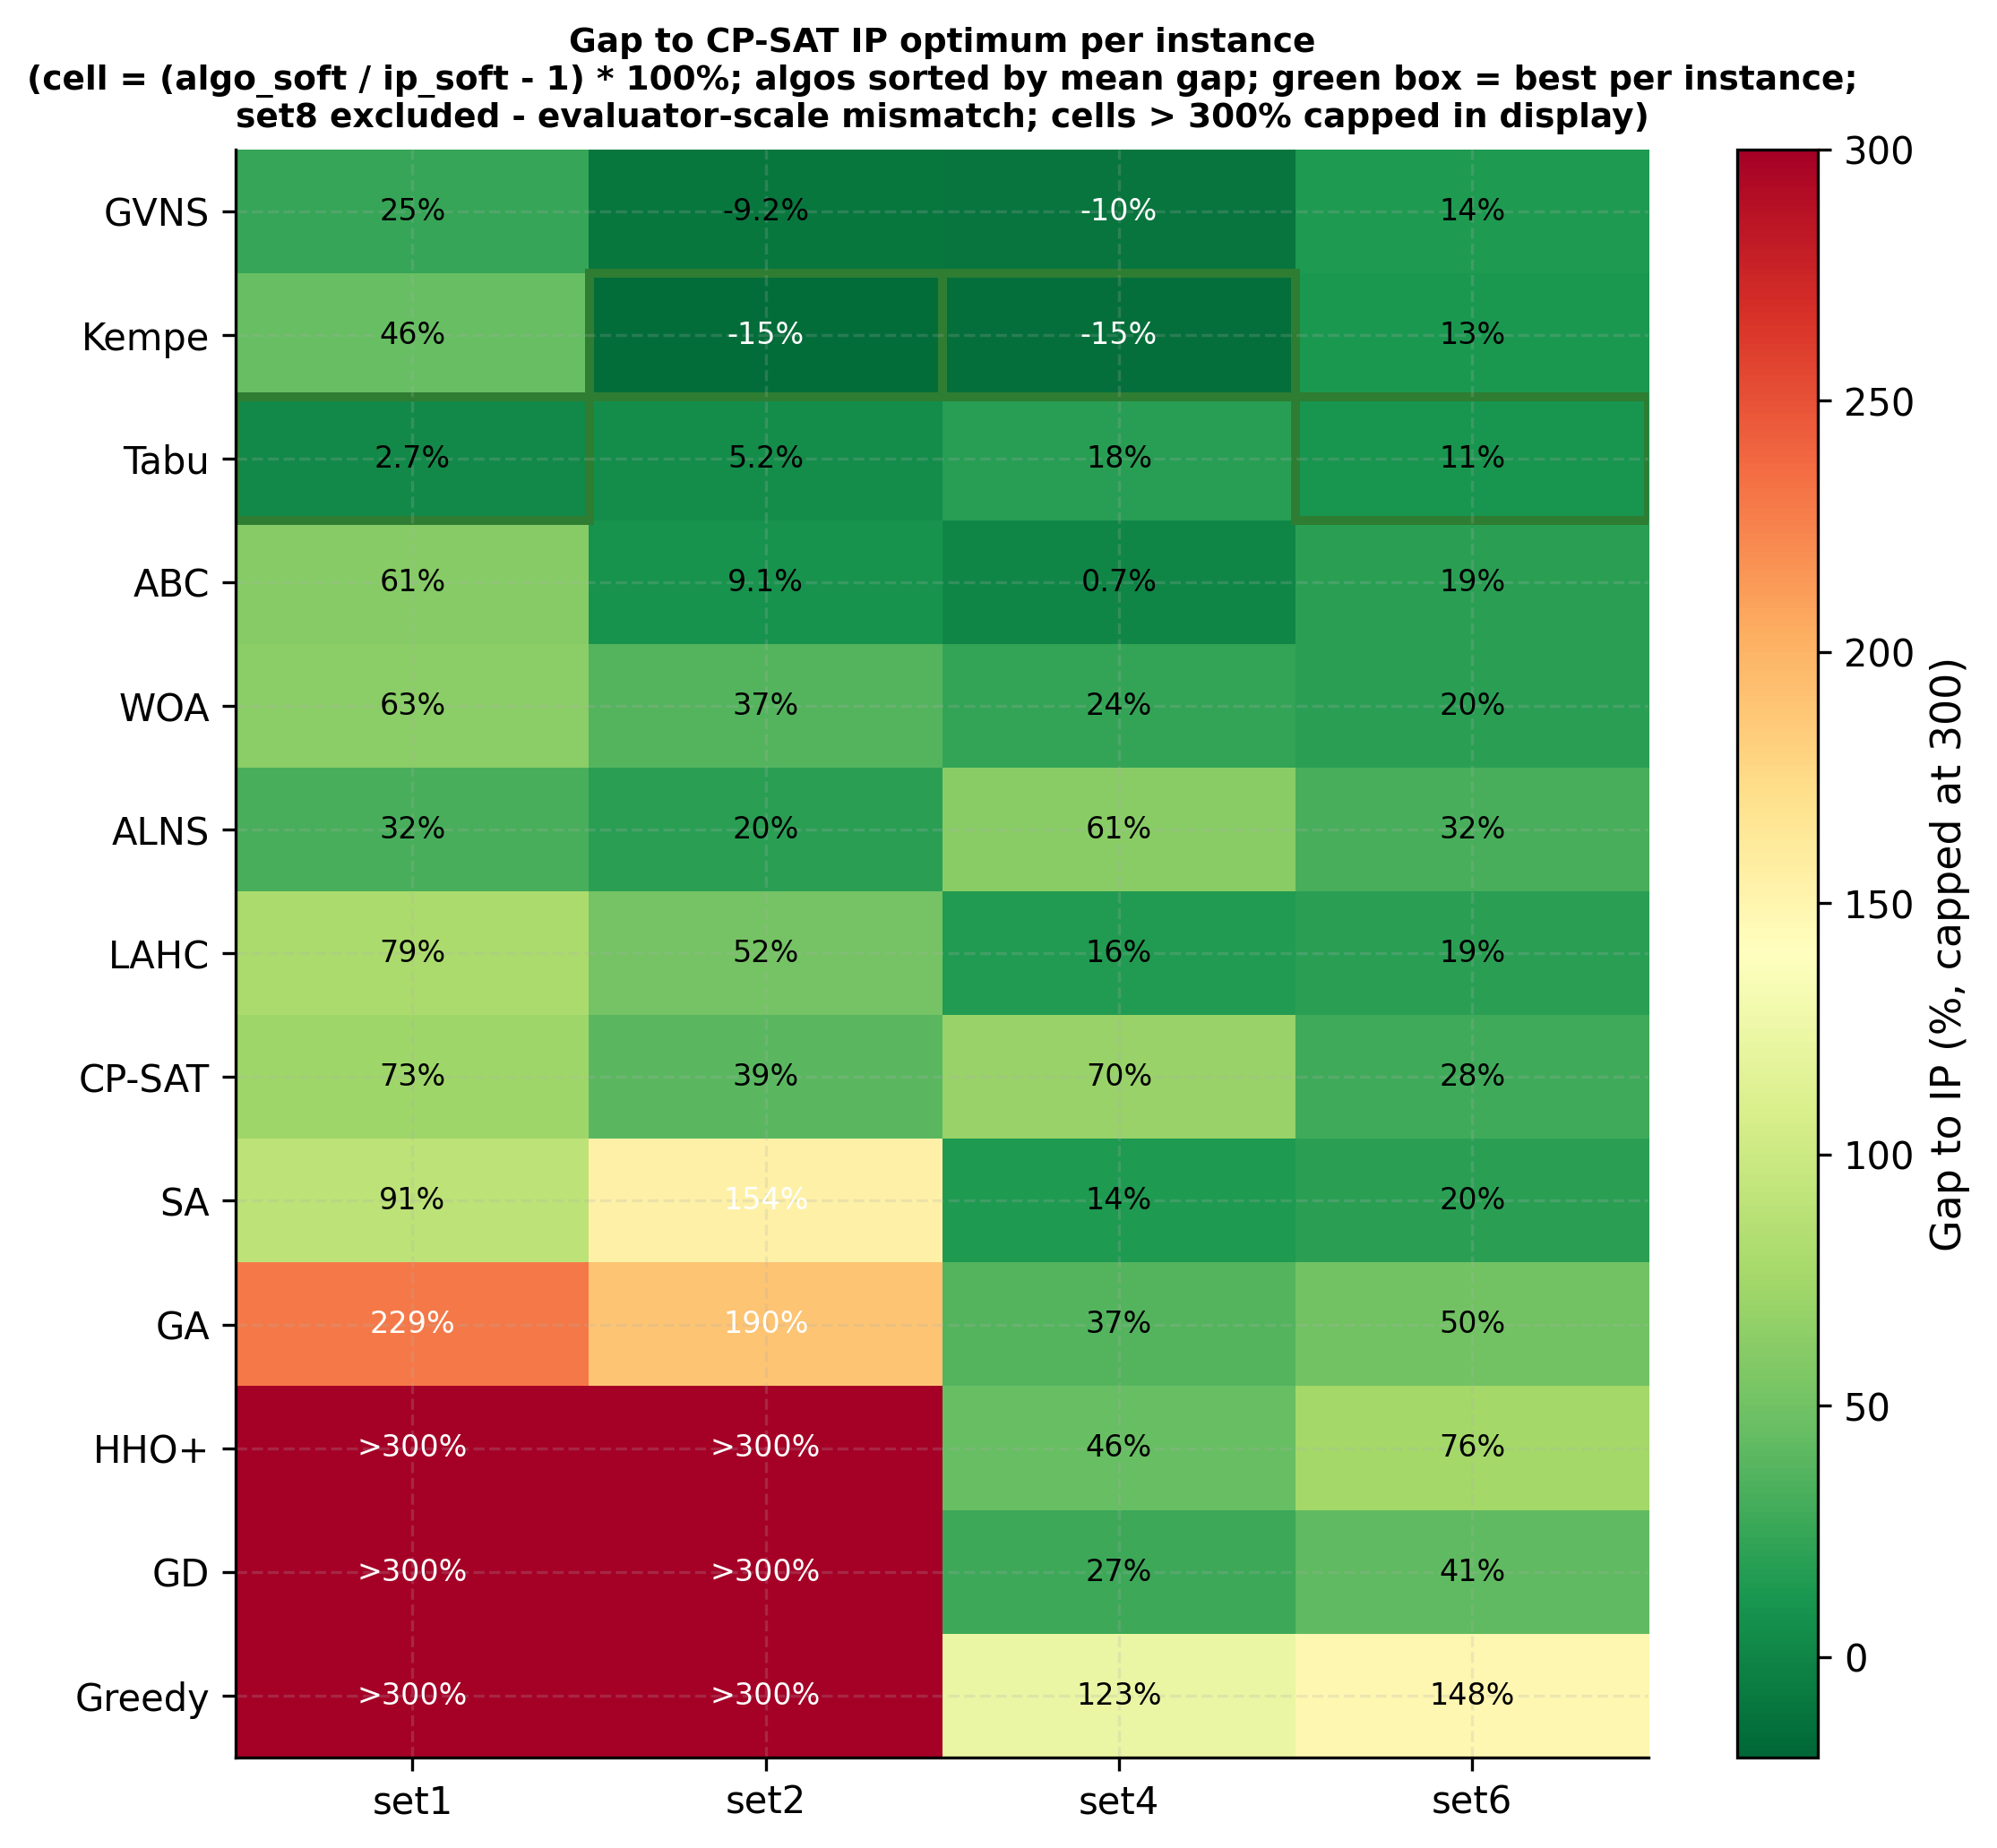 Gap to CP-SAT IP optimum per instance
(cell = (algo_soft / ip_soft - 1) * 100%; algos sorted by mean gap; green box = best per instance;
set8 excluded - evaluator-scale mismatch; cells > 300% capped in display)
GVNS 25% -9.2% -10% 14%
Kempe 46% -15% -15% 13%
Tabu 2.7% 5.2% 18% 11%
ABC 61% 9.1% 0.7% 19%
WOA 63% 37% 24% 20%
ALNS 32% 20% 61% 32%
LAHC 79% 52% 16% 19%
CP-SAT 73% 39% 70% 28%
SA 91% 154% 14% 20%
GA 229% 190% 37% 50%
HHO+ >300% >300% 46% 76%
GD >300% >300% 27% 41%
Greedy >300% >300% 123% 148%
set1 set2 set4 set6
300
250
200
150
100
50
0
Gap to IP (%, capped at 300)